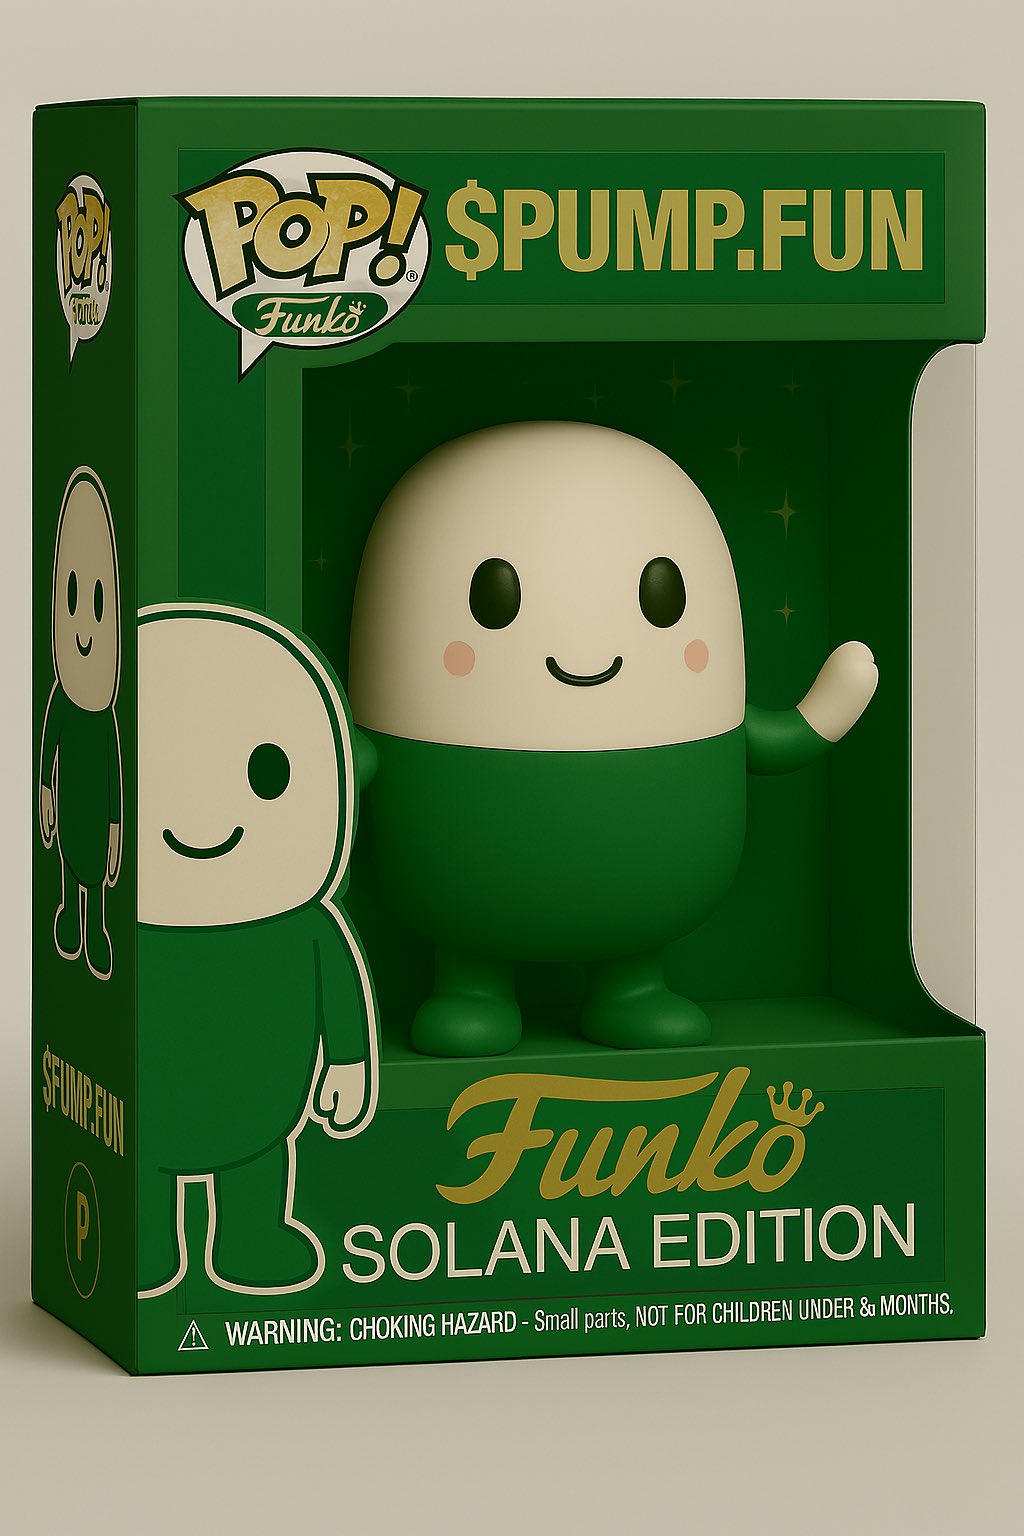 POP! ®
Funko
$PUMP.FUN
POP!
Funko
SOLANA EDITION
WARNING: CHOKING HAZARD - Small parts, NOT FOR CHILDREN UNDER & MONTHS.
$FUMP.FUN
P